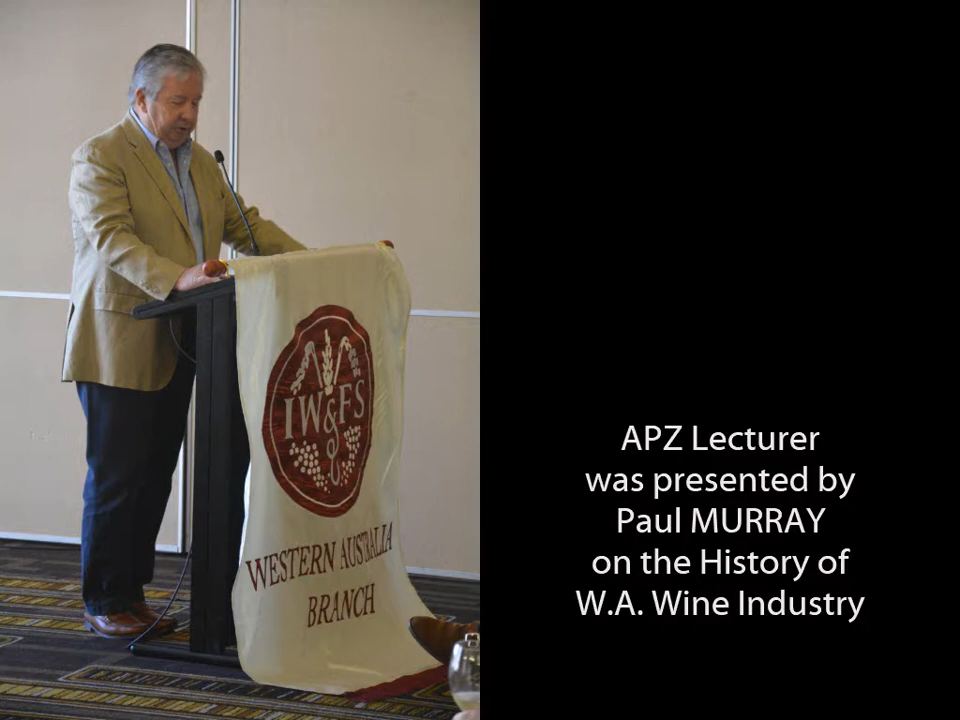 IW&FS
WESTERN AUSTRALIA
BRANCH
APZ Lecturer
was presented by
Paul MURRAY
on the History of
W.A. Wine Industry